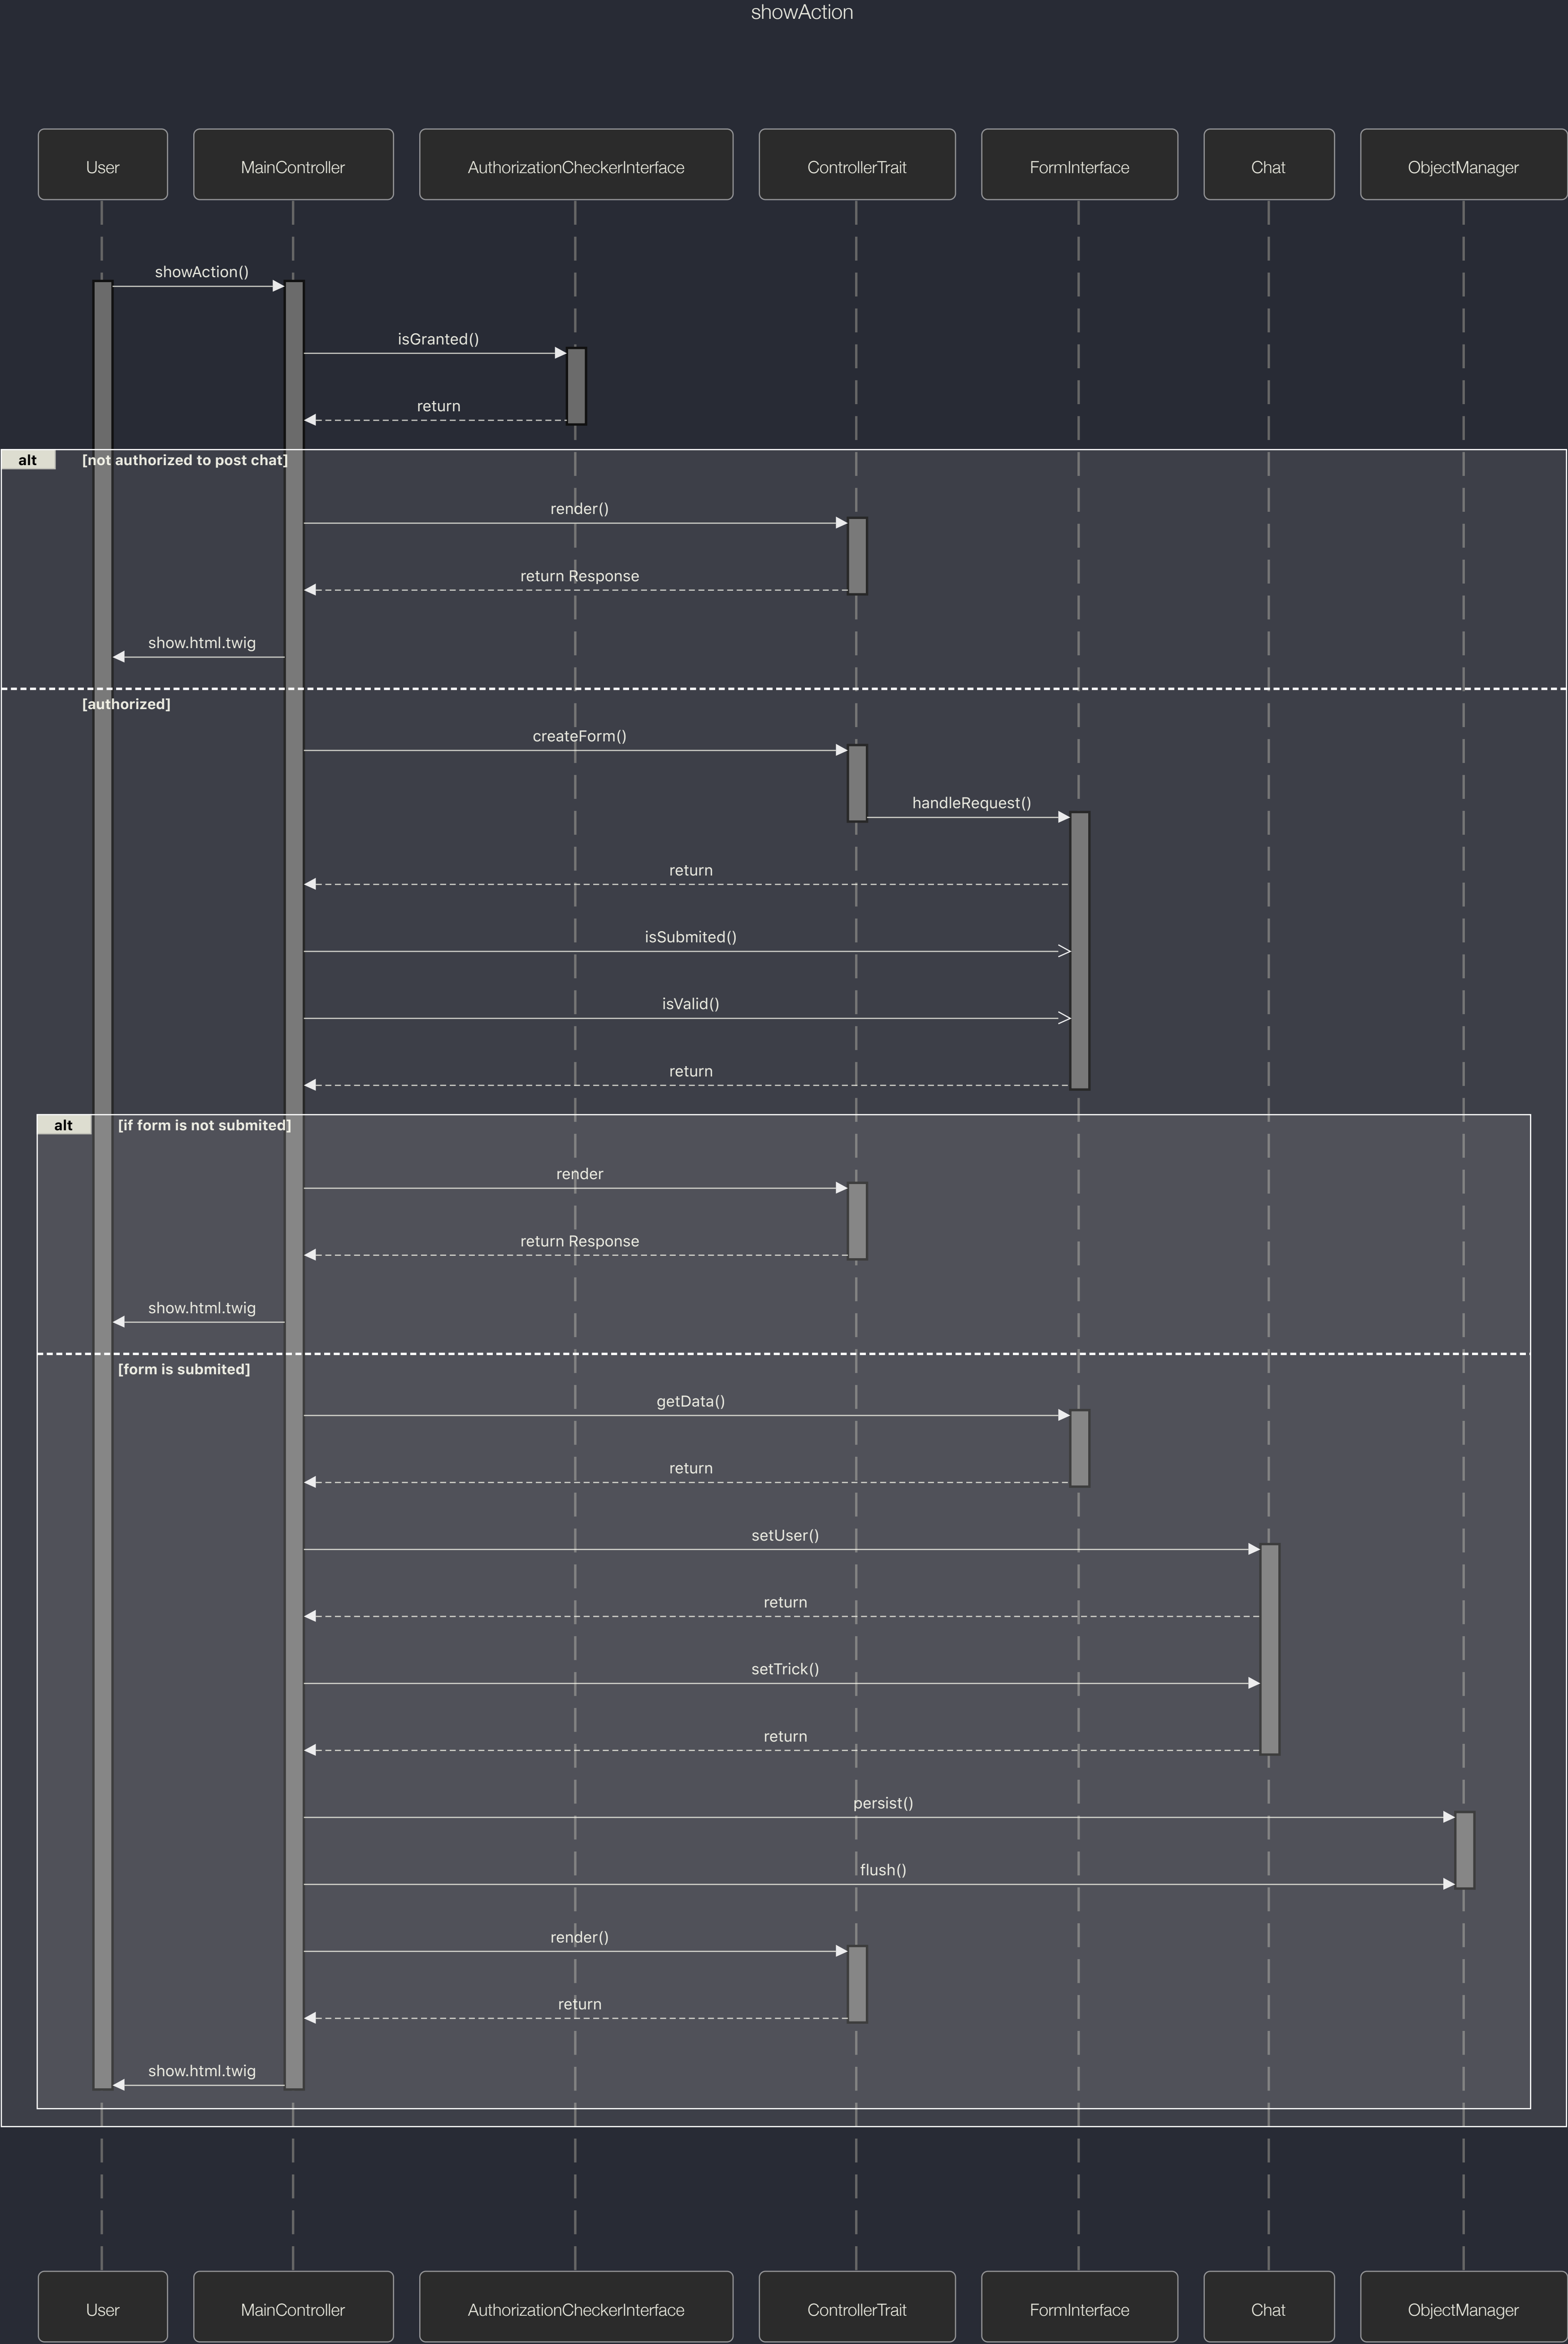 showAction
User
MainController
AuthorizationCheckerInterface
ControllerTrait
FormInterface
Chat
ObjectManager
showAction()
isGranted()
return
alt
[not authorized to post chat]
render()
return Response
show.html.twig
[authorized]
createForm()
handleRequest()
return
isSubmited()
isValid()
return
alt
[if form is not submited]
render
return Response
show.html.twig
[form is submited]
getData()
return
setUser()
return
setTrick()
return
persist()
flush()
render()
return
show.html.twig
User
MainController
AuthorizationCheckerInterface
ControllerTrait
FormInterface
Chat
ObjectManager